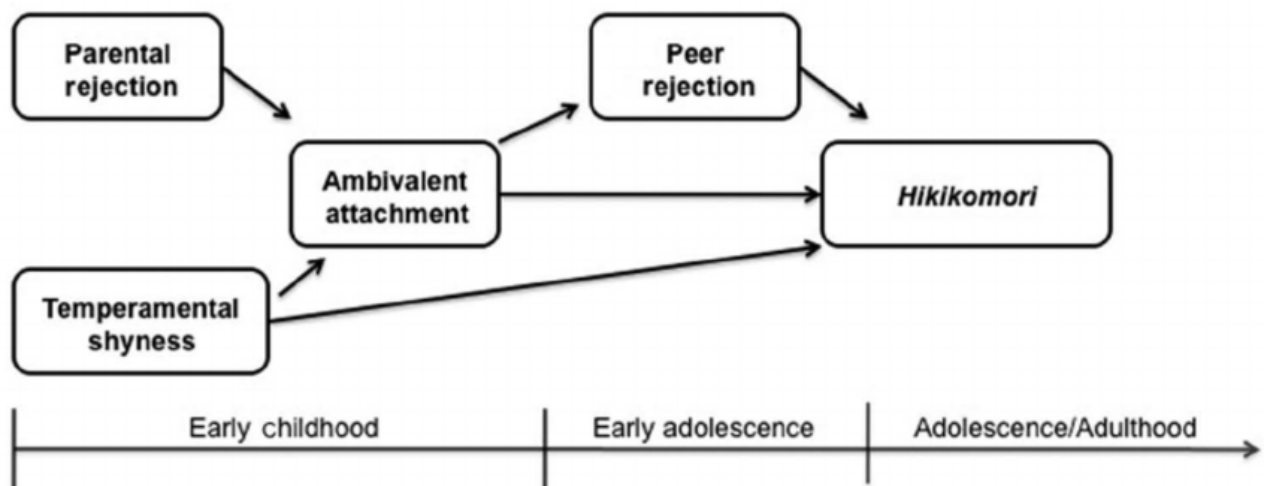 Parental
rejection
Peer
rejection
Ambivalent
attachment
Hikikomori
Temperamental
shyness
Early childhood
Early adolescence
Adolescence/Adulthood